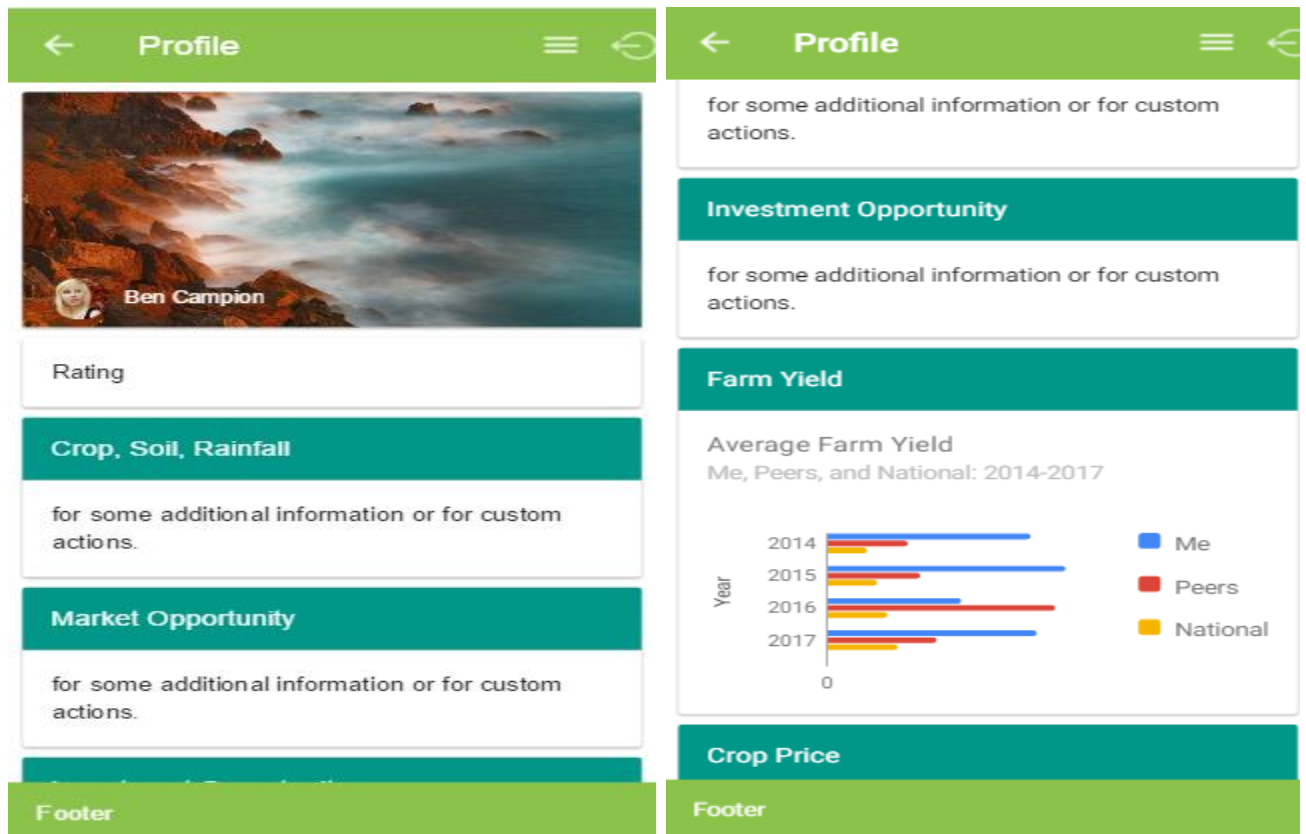 Profile
Ben Campion
Rating
Crop, Soil, Rainfall
for some additional information or for custom
actions.
Market Opportunity
for some additional information or for custom
actions.
Footer
Profile
for some additional information or for custom
actions.
Investment Opportunity
for some additional information or for custom
actions.
Farm Yield
Average Farm Yield
Me, Peers, and National: 2014-2017
Year
2014
2015
2016
2017
0
Me
Peers
National
Crop Price
Footer